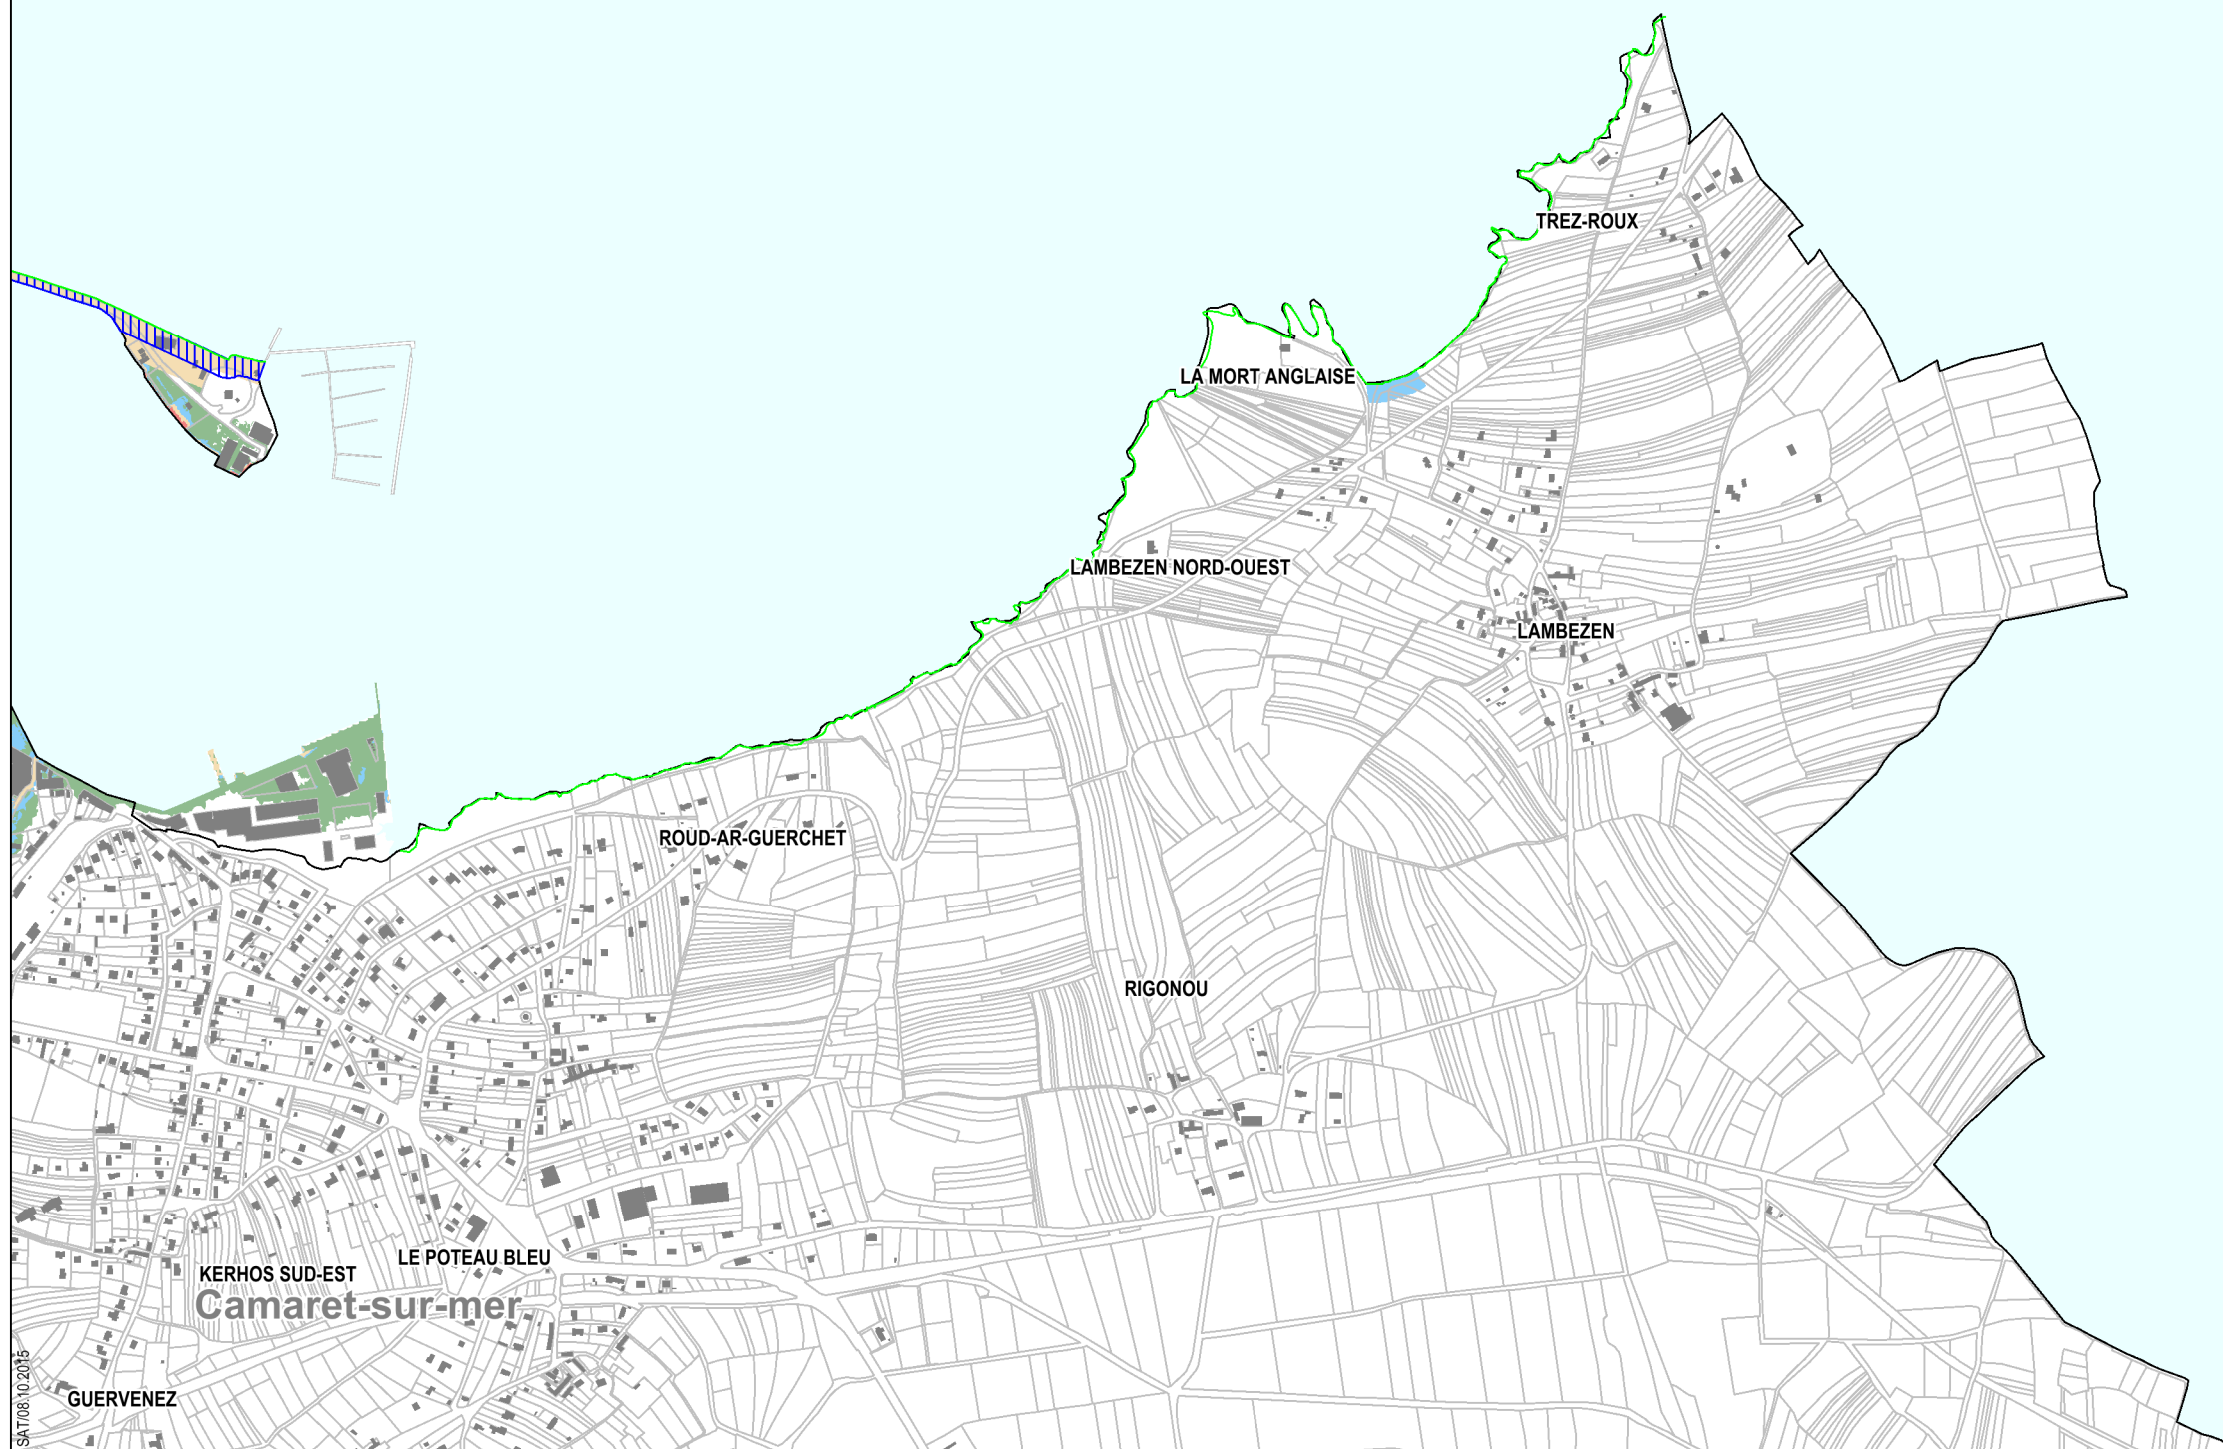 TREZ-ROUX
LA MORT ANGLAISE
LAMBEZEN NORD-OUEST
LAMBEZEN
ROUD-AR-GUERCHET
RIGONOU
LE POTEAU BLEU
KERHOS SUD-EST
Camaret-sur-mer
GUERVENEZ
SAT/08.10.2015